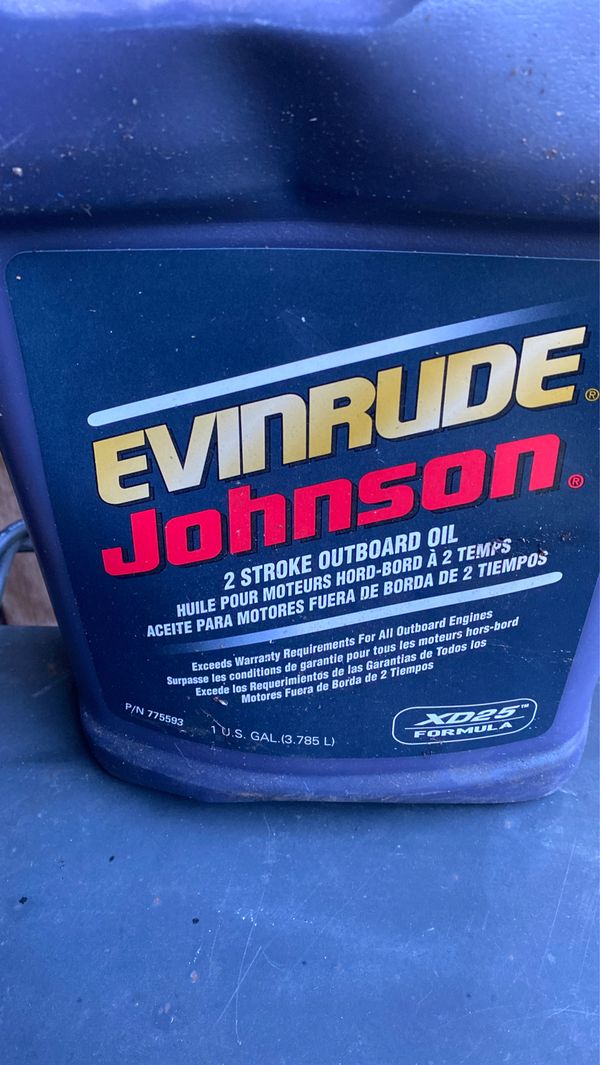 EVINRUDE®
Johnson®
2 STROKE OUTBOARD OIL
HUILE POUR MOTEURS HORD-BORD À 2 TEMPS
ACEITE PARA MOTORES FUERA DE BORDA DE 2 TIEMPOS
Exceeds Warranty Requirements For All Outboard Engines
Surpasse les conditions de garantie pour tous les moteurs hors-bord
Excede los Requerimientos de las Garantias de Todos los
Motores Fuera de Borda de 2 Tiempos
P/N 775593
1 U.S. GAL.(3.785 L)
XD25™
FORMULA